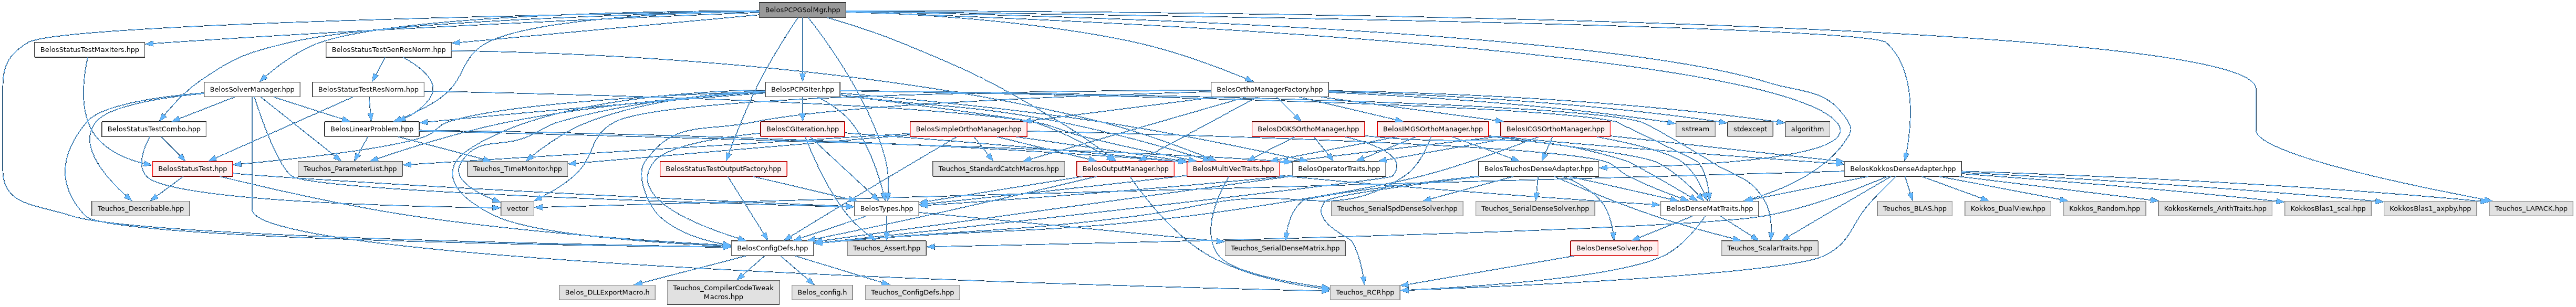 BelosPCPGSolMgr.hpp
BelosStatusTestMaxIters.hpp
BelosStatusTestGenResNorm.hpp
BelosSolverManager.hpp
BelosStatusTestResNorm.hpp
BelosPCPGIter.hpp
BelosOrthoManagerFactory.hpp
BelosStatusTestCombo.hpp
BelosLinearProblem.hpp
BelosCGIteration.hpp
BelosSimpleOrthoManager.hpp
BelosDGKSOrthoManager.hpp
BelosIMGSOrthoManager.hpp
BelosICGSOrthoManager.hpp
sstream
stdexcept
algorithm
BelosStatusTest.hpp
Teuchos_ParameterList.hpp
Teuchos_TimeMonitor.hpp
BelosStatusTestOutputFactory.hpp
Teuchos_StandardCatchMacros.hpp
BelosOutputManager.hpp
BelosMultiVecTraits.hpp
BelosOperatorTraits.hpp
BelosTeuchosDenseAdapter.hpp
BelosKokkosDenseAdapter.hpp
Teuchos_Describable.hpp
vector
BelosTypes.hpp
Teuchos_SerialSpdDenseSolver.hpp
Teuchos_SerialDenseSolver.hpp
BelosDenseMatTraits.hpp
Teuchos_BLAS.hpp
Kokkos_DualView.hpp
Kokkos_Random.hpp
KokkosKernels_ArithTraits.hpp
KokkosBlas1_scal.hpp
KokkosBlas1_axpby.hpp
Teuchos_LAPACK.hpp
BelosConfigDefs.hpp
Teuchos_Assert.hpp
Teuchos_SerialDenseMatrix.hpp
BelosDenseSolver.hpp
Teuchos_ScalarTraits.hpp
Belos_DLLExportMacro.h
Teuchos_CompilerCodeTweak
Macros.hpp
Belos_config.h
Teuchos_ConfigDefs.hpp
Teuchos_RCP.hpp